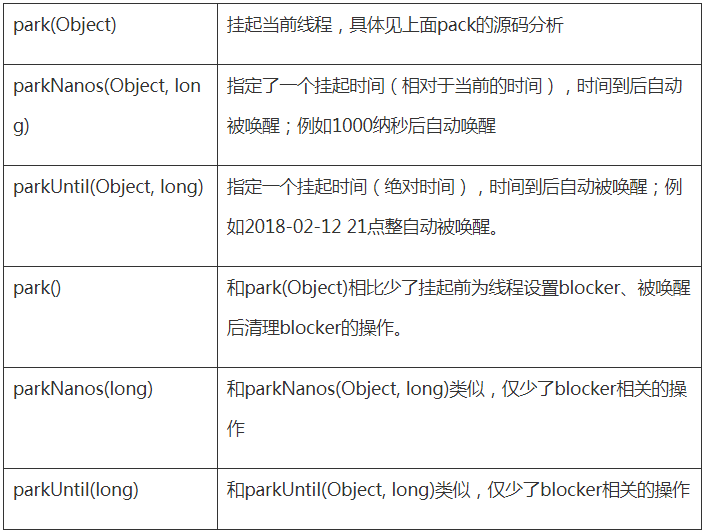 park(Object)
挂起当前线程，具体见上面pack的源码分析
parkNanos(Object, lon
g)
指定了一个挂起时间（相对于当前的时间），时间到后自动
被唤醒；例如1000纳秒后自动唤醒
parkUntil(Object, long)
指定一个挂起时间（绝对时间），时间到后自动被唤醒；例
如2018-02-12 21点整自动被唤醒。
park()
和park(Object)相比少了挂起前为线程设置blocker、被唤醒
后清理blocker的操作。
parkNanos(long)
和parkNanos(Object, long)类似，仅少了blocker相关的操
作
parkUntil(long)
和parkUntil(Object, long)类似，仅少了blocker相关的操作